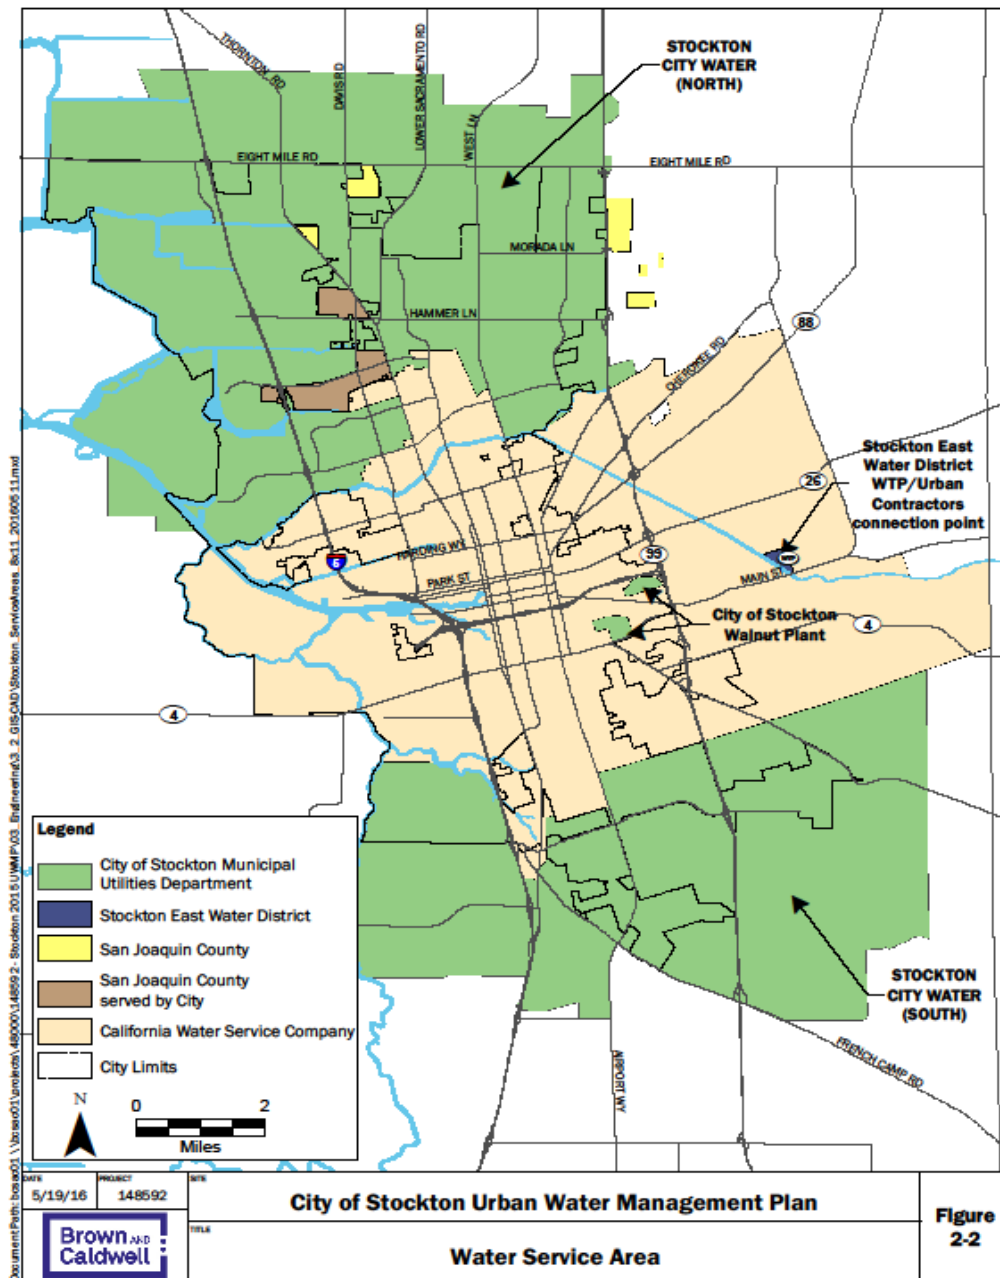 THORNTON RD
DAVIS RD
LOWER SACRAMENTO RD
WEST LN
STOCKTON
CITY WATER
(NORTH)
EIGHT MILE RD
EIGHT MILE RD
MORADA LN
HAMMER LN
88
CHEROKEE RD
Stockton East
Water District
WTP/Urban
Contractors
connection point
26
HARDING WY
99
WTP
5
PARK ST
MAIN ST
City of Stockton
Walnut Plant
4
4
STOCKTON
CITY WATER
(SOUTH)
FRENCH CAMP RD
AIRPORT WY
Legend
City of Stockton Municipal
Utilities Department
Stockton East Water District
San Joaquin County
San Joaquin County
served by City
California Water Service Company
City Limits
N
0 2
Miles
DATE
5/19/16
PROJECT
148592
SITE
City of Stockton Urban Water Management Plan
TITLE
Water Service Area
Figure
2-2
Brown AND
Caldwell